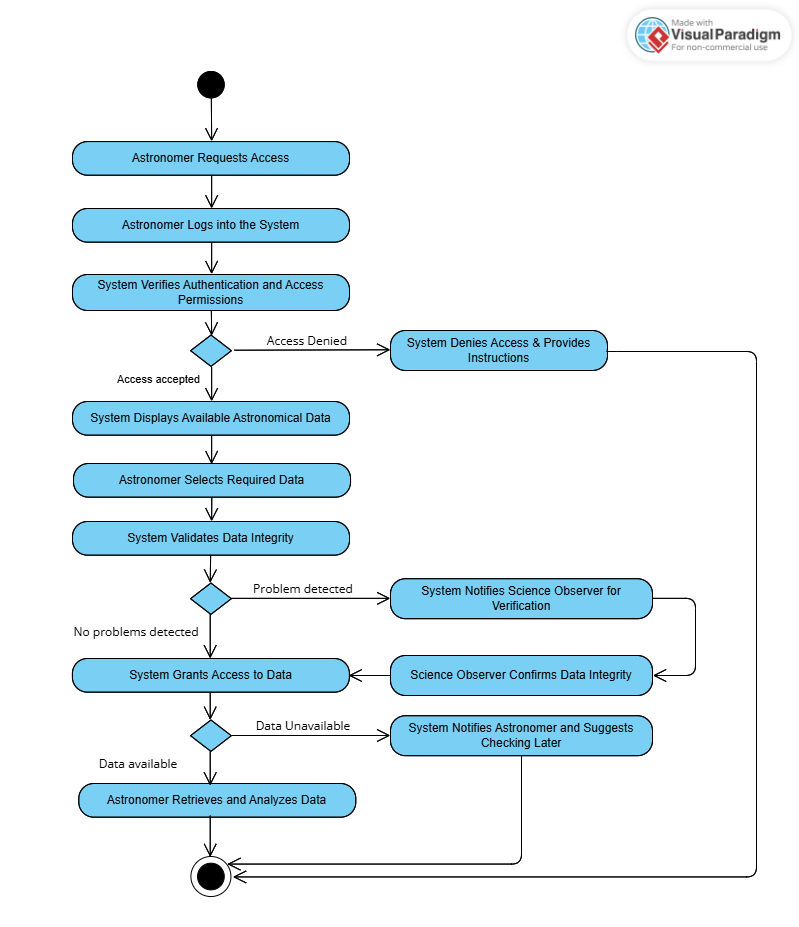 Made with
Visual Paradigm
For non-commercial use
Astronomer Requests Access
Astronomer Logs into the System
System Verifies Authentication and Access
Permissions
Access Denied
System Denies Access & Provides
Instructions
Access accepted
System Displays Available Astronomical Data
Astronomer Selects Required Data
System Validates Data Integrity
Problem detected
System Notifies Science Observer for
Verification
No problems detected
System Grants Access to Data
Science Observer Confirms Data Integrity
Data Unavailable
System Notifies Astronomer and Suggests
Checking Later
Data available
Astronomer Retrieves and Analyzes Data